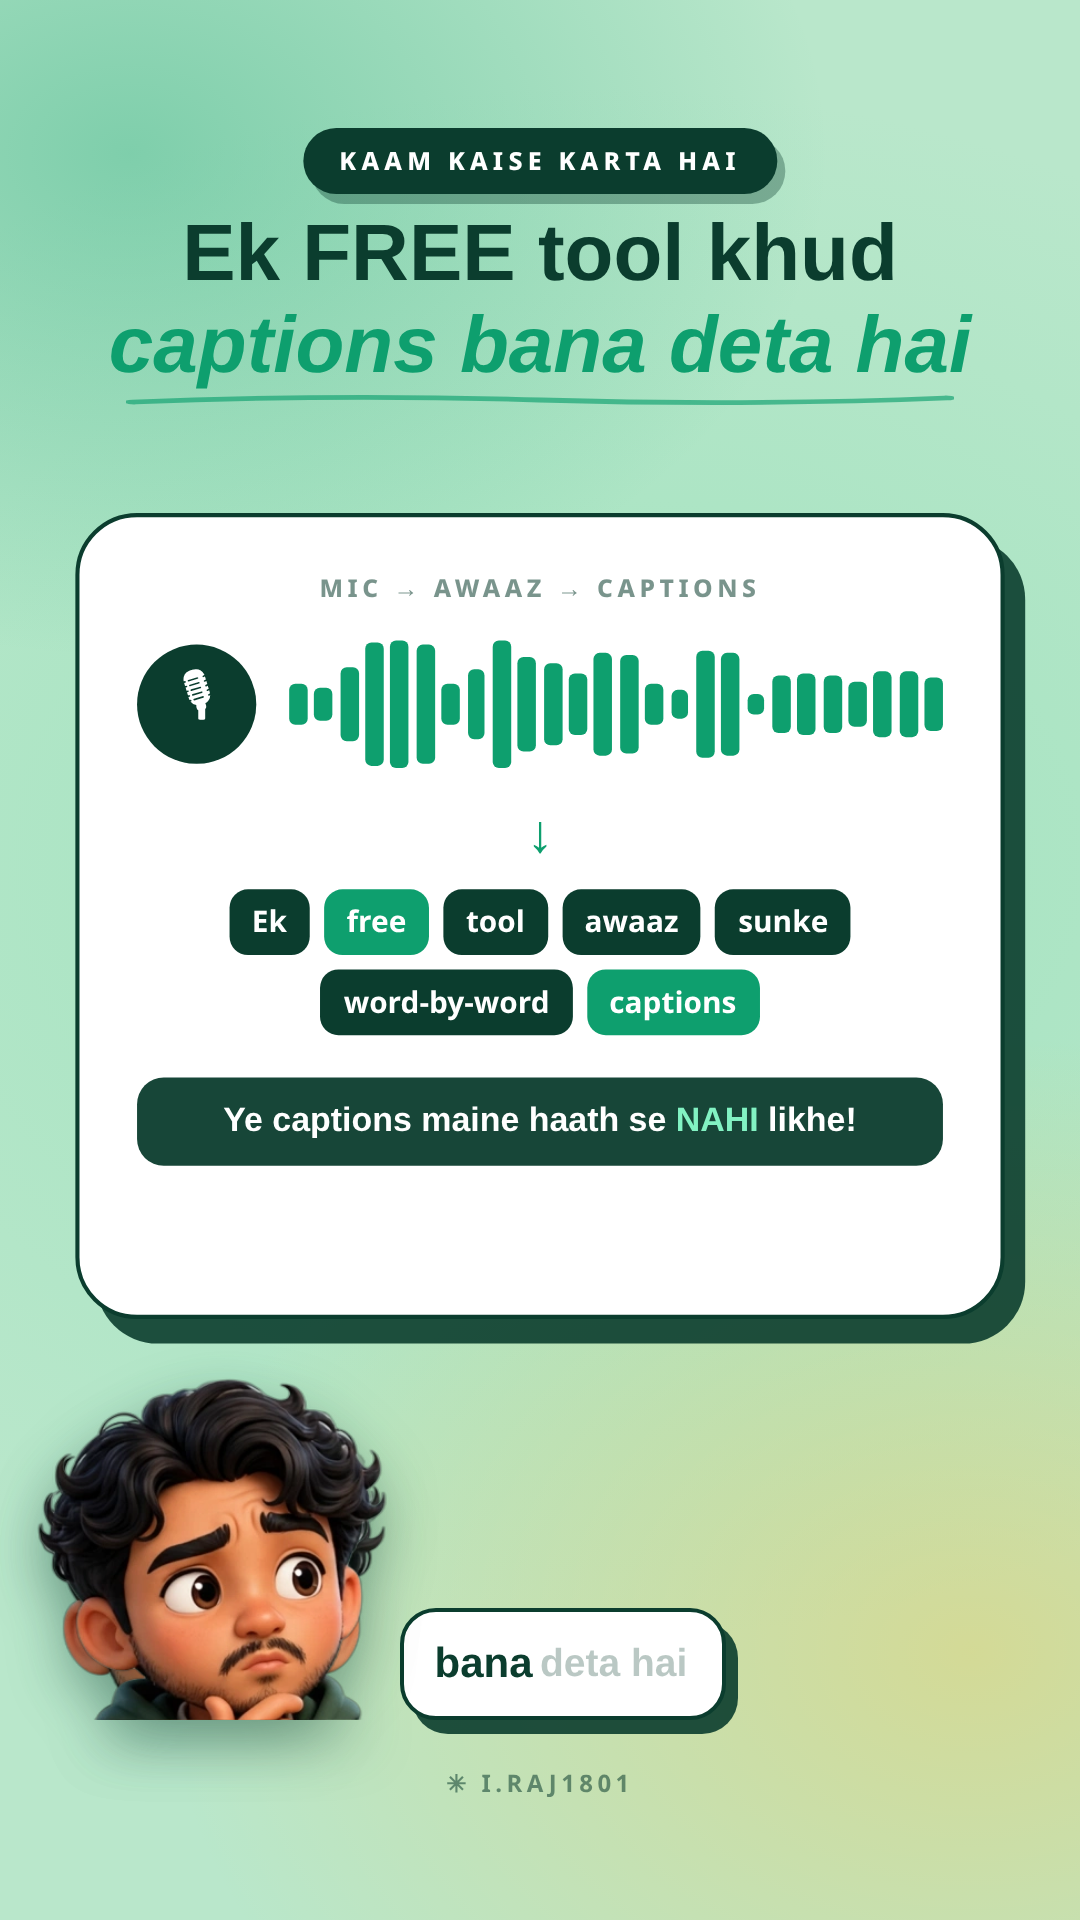 KAAM KAISE KARTA HAI
Ek FREE tool khud
captions bana deta hai
MIC → AWAAZ → CAPTIONS
Ek free tool awaaz sunke
word-by-word captions
Ye captions maine haath se NAHI likhe!
bana deta hai
✳ I.RAJ1801